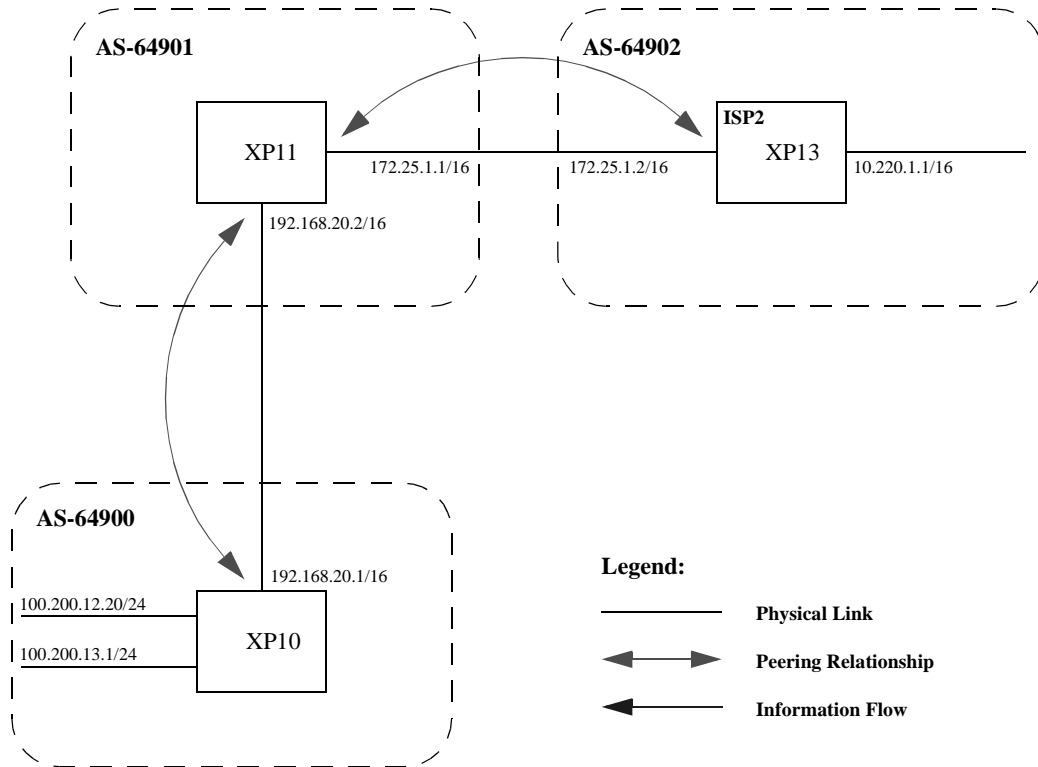 AS-64901
AS-64902
XP11
ISP2
XP13
172.25.1.1/16
172.25.1.2/16
10.220.1.1/16
192.168.20.2/16
AS-64900
192.168.20.1/16
100.200.12.20/24
100.200.13.1/24
XP10
Legend:
Physical Link
Peering Relationship
Information Flow